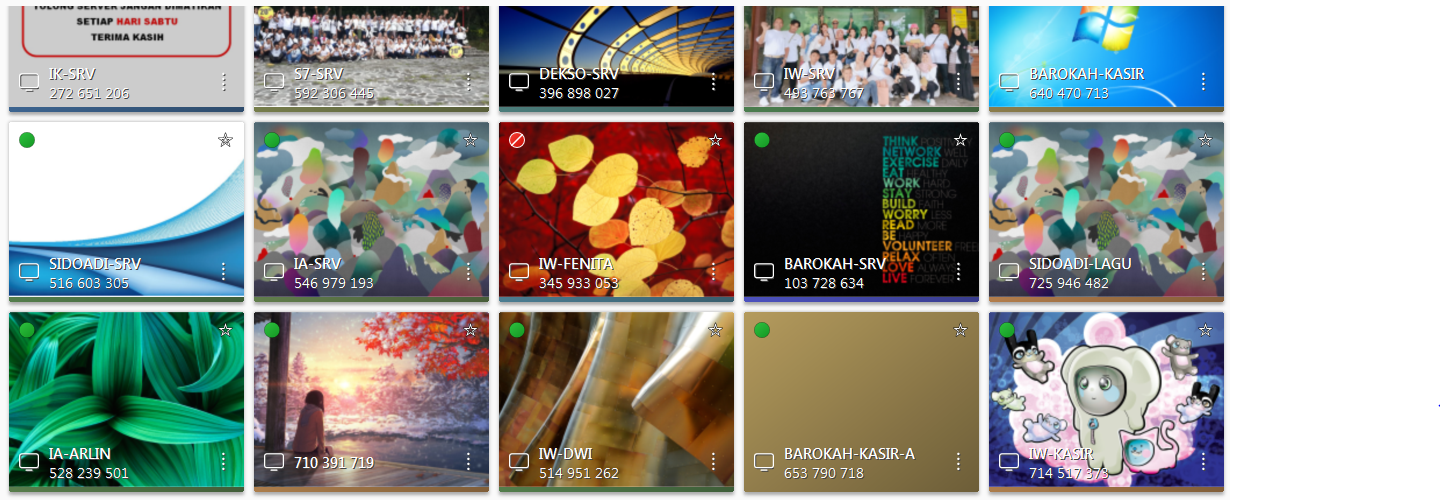 TOLONG SERVER JANGAN DIMATIKAN
SETIAP HARI SABTU
TERIMA KASIH
IK-SRV
272 651 206
S7-SRV
592 306 445
DEKSO-SRV
396 898 027
IW-SRV
493 763 767
BAROKAH-KASIR
640 470 713
SIDOADI-SRV
516 603 305
IA-SRV
546 979 193
IW-FENITA
345 933 053
THINK POSITIVE
NETWORK WELL
EXERCISE DAILY
EAT HEALTHY
WORK HARD
STAY STRONG
BUILD FAITH
WORRY LESS
READ MORE
BE HAPPY
VOLUNTEER FREE
RELAX OFTEN
LOVE ALWAYS
LIVE FOREVER
BAROKAH-SRV
103 728 634
SIDOADI-LAGU
725 946 482
IA-ARLIN
528 239 501
710 391 719
IW-DWI
514 951 262
BAROKAH-KASIR-A
653 790 718
IW-KASIR
714 517 373